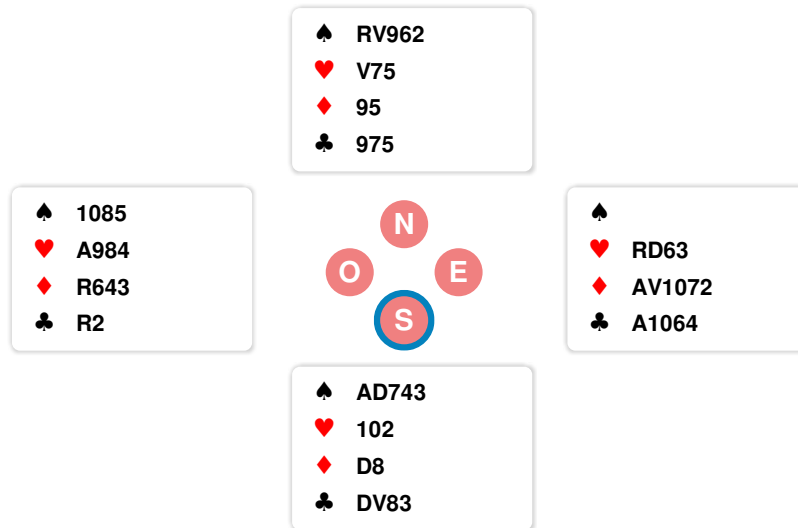 ♠ RV962
♥ V75
♦ 95
♣ 975
♠ 1085
♥ A984
♦ R643
♣ R2
N
O E
S
♠
♥ RD63
♦ AV1072
♣ A1064
♠ AD743
♥ 102
♦ D8
♣ DV83